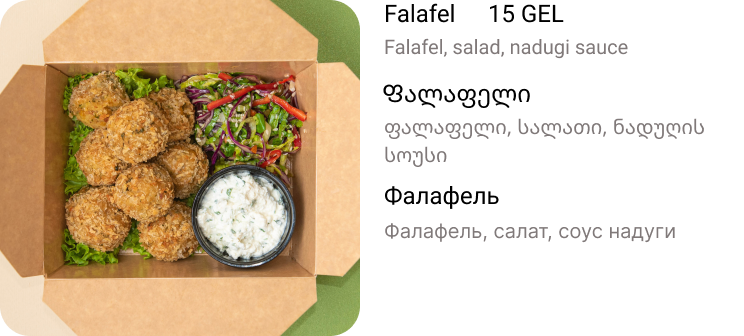 Falafel 15 GEL
Falafel, salad, nadugi sauce
ფალაფელი
ფალაფელი, სალათი, ნადუღის
სოუსი
Фалафель
Фалафель, салат, соус надуги